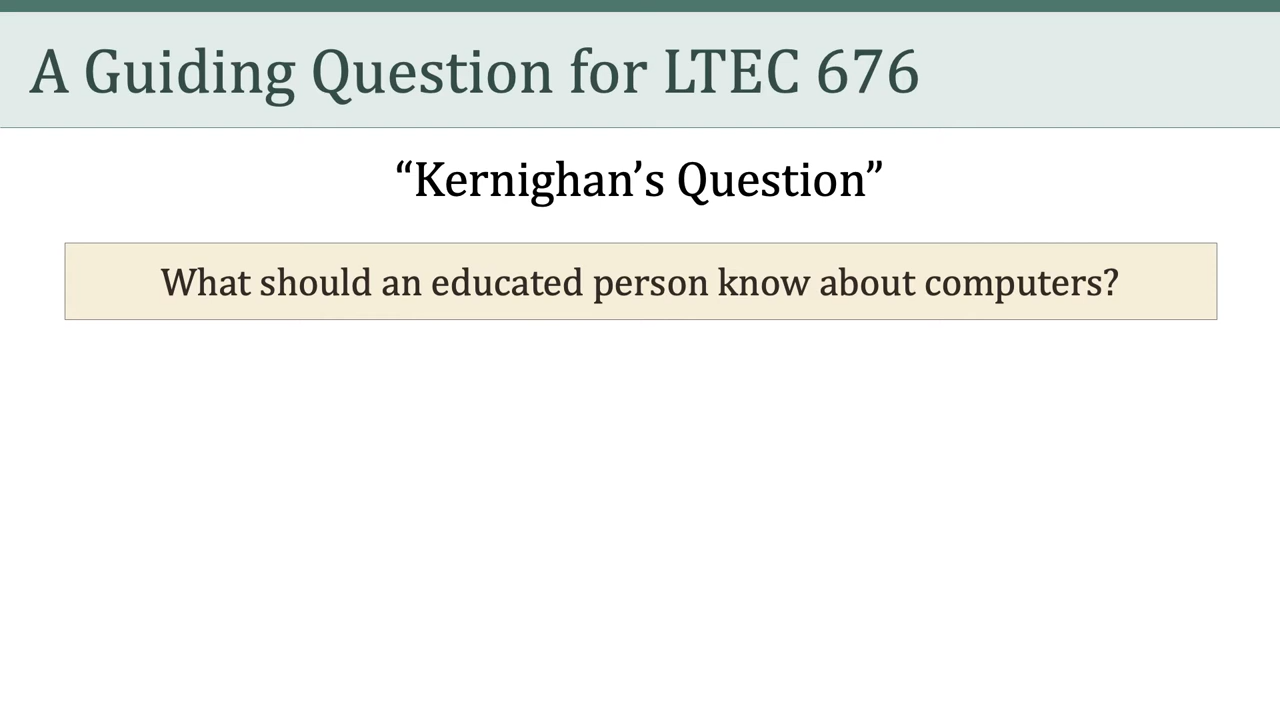 A Guiding Question for LTEC 676
“Kernighan’s Question”
What should an educated person know about computers?